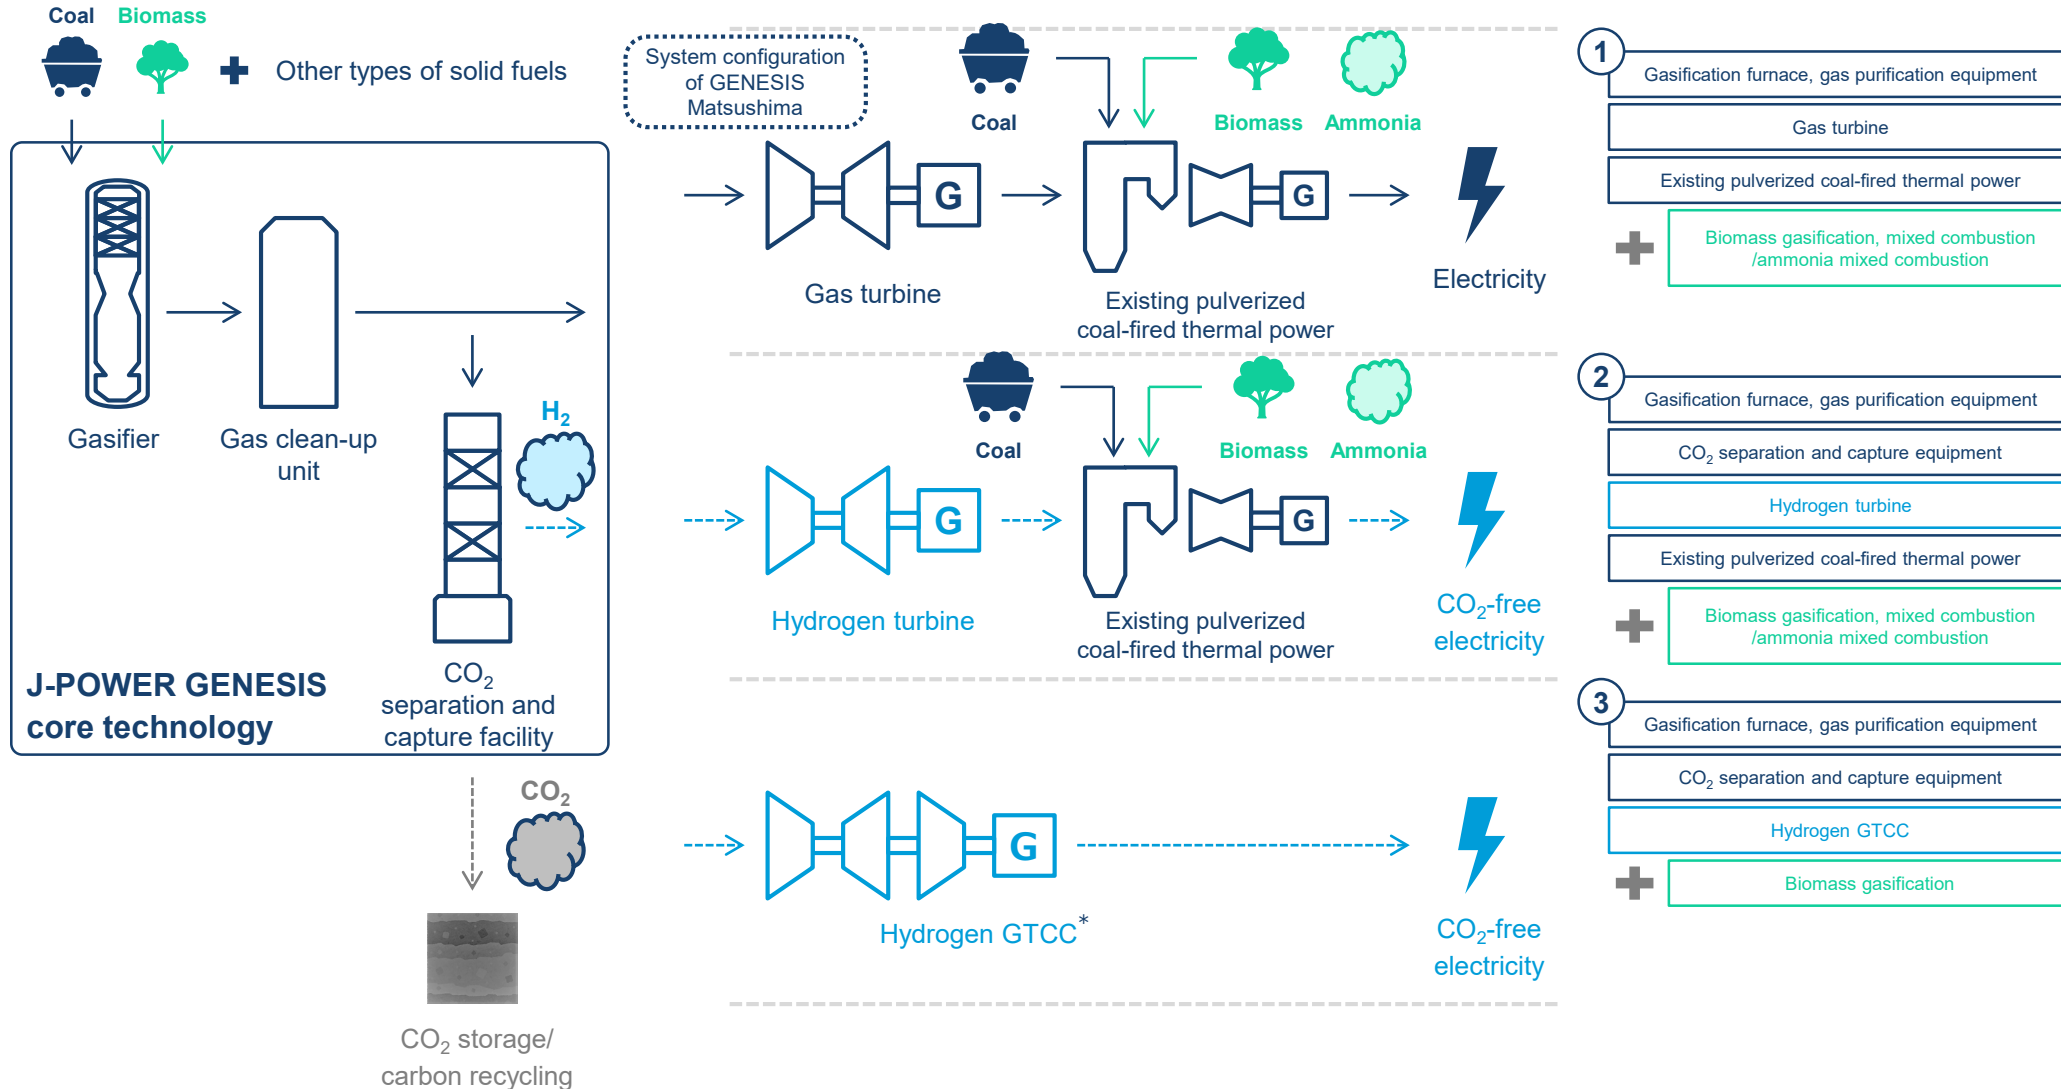 Coal
Biomass
Other types of solid fuels
Gasifier
Gas clean-up
unit
H₂
CO₂
separation and
capture facility
J-POWER GENESIS
core technology
CO₂
CO₂ storage/
carbon recycling
System configuration
of GENESIS
Matsushima
Coal
Biomass
Ammonia
G
G
Gas turbine
Existing pulverized
coal-fired thermal power
Electricity
1
Gasification furnace, gas purification equipment
Gas turbine
Existing pulverized coal-fired thermal power
Biomass gasification, mixed combustion
/ammonia mixed combustion
Coal
Biomass
Ammonia
G
G
Hydrogen turbine
Existing pulverized
coal-fired thermal power
CO₂-free
electricity
2
Gasification furnace, gas purification equipment
CO₂ separation and capture equipment
Hydrogen turbine
Existing pulverized coal-fired thermal power
Biomass gasification, mixed combustion
/ammonia mixed combustion
G
Hydrogen GTCC*
CO₂-free
electricity
3
Gasification furnace, gas purification equipment
CO₂ separation and capture equipment
Hydrogen GTCC
Biomass gasification